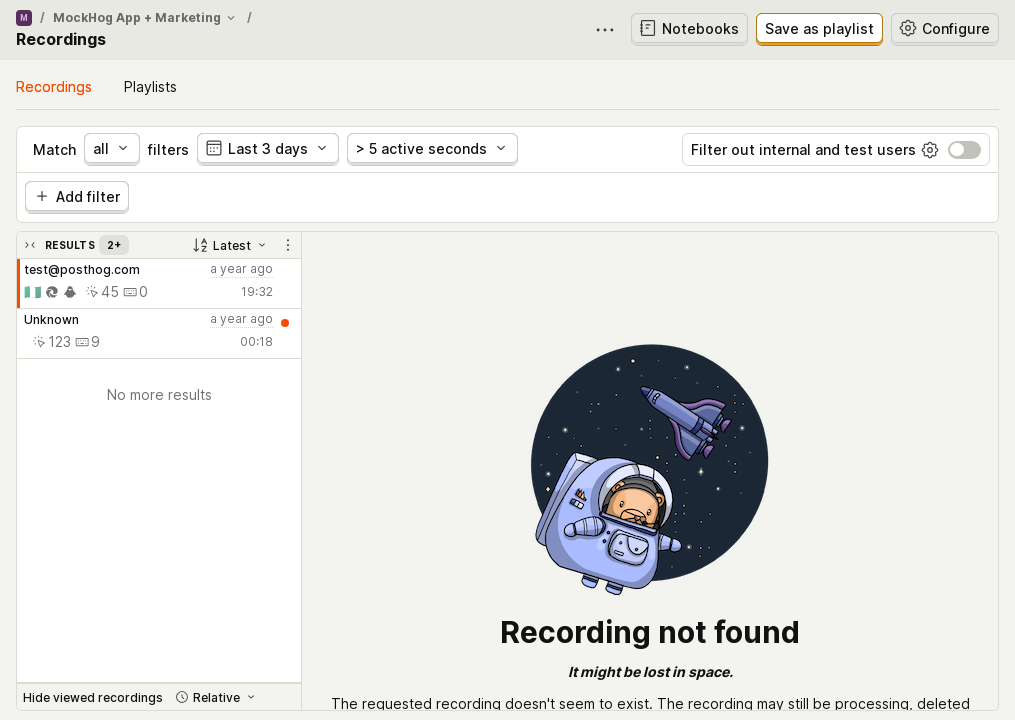 M / MockHog App + Marketing /
Recordings
Notebooks
Save as playlist
Configure
Recordings
Playlists
Match all filters Last 3 days > 5 active seconds
Filter out internal and test users
Add filter
RESULTS 2+ Latest
test@posthog.com a year ago
45 0 19:32
Unknown a year ago
123 9 00:18
No more results
Hide viewed recordings Relative
Recording not found
It might be lost in space.
The requested recording doesn't seem to exist. The recording may still be processing, deleted